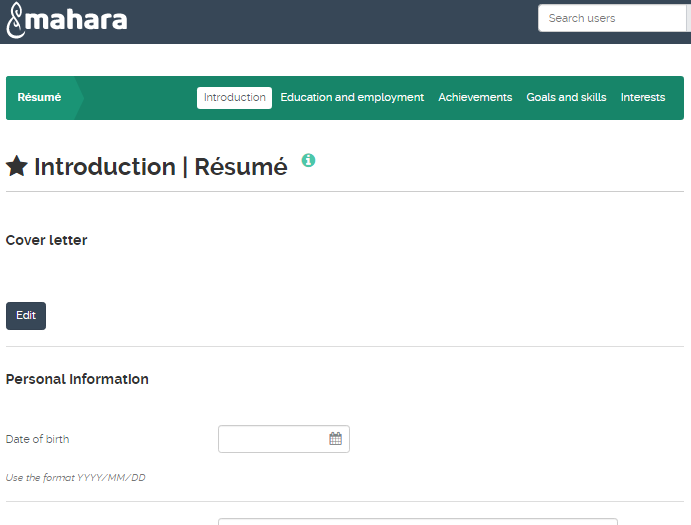 mahara
Search users
Résumé
Introduction
Education and employment
Achievements
Goals and skills
Interests
Introduction | Résumé
Cover letter
Edit
Personal information
Date of birth
Use the format YYYY/MM/DD